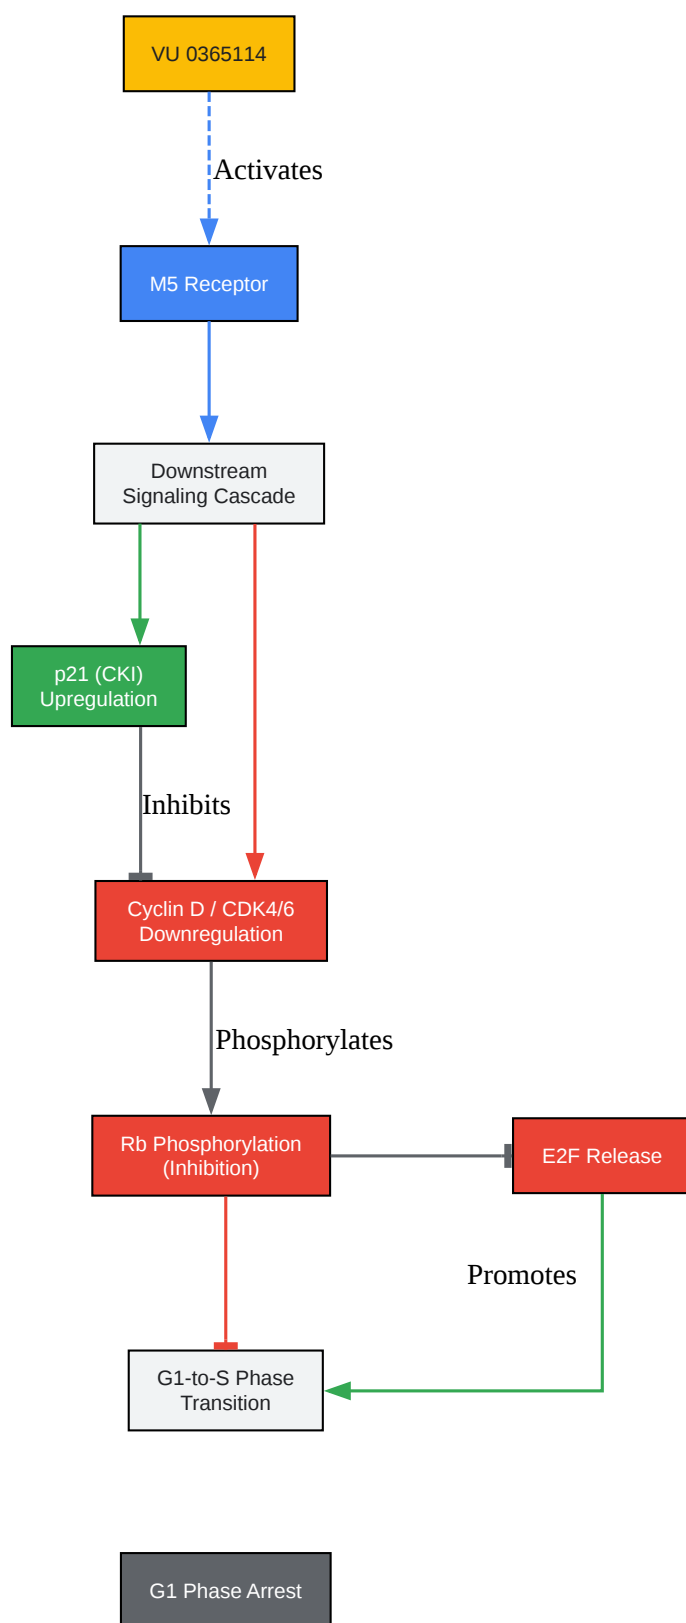 VU 0365114
Activates
M5 Receptor
Downstream
Signaling Cascade
p21 (CKI)
Upregulation
Inhibits
Cyclin D / CDK4/6
Downregulation
Phosphorylates
Rb Phosphorylation
(Inhibition)
E2F Release
Promotes
G1-to-S Phase
Transition
G1 Phase Arrest